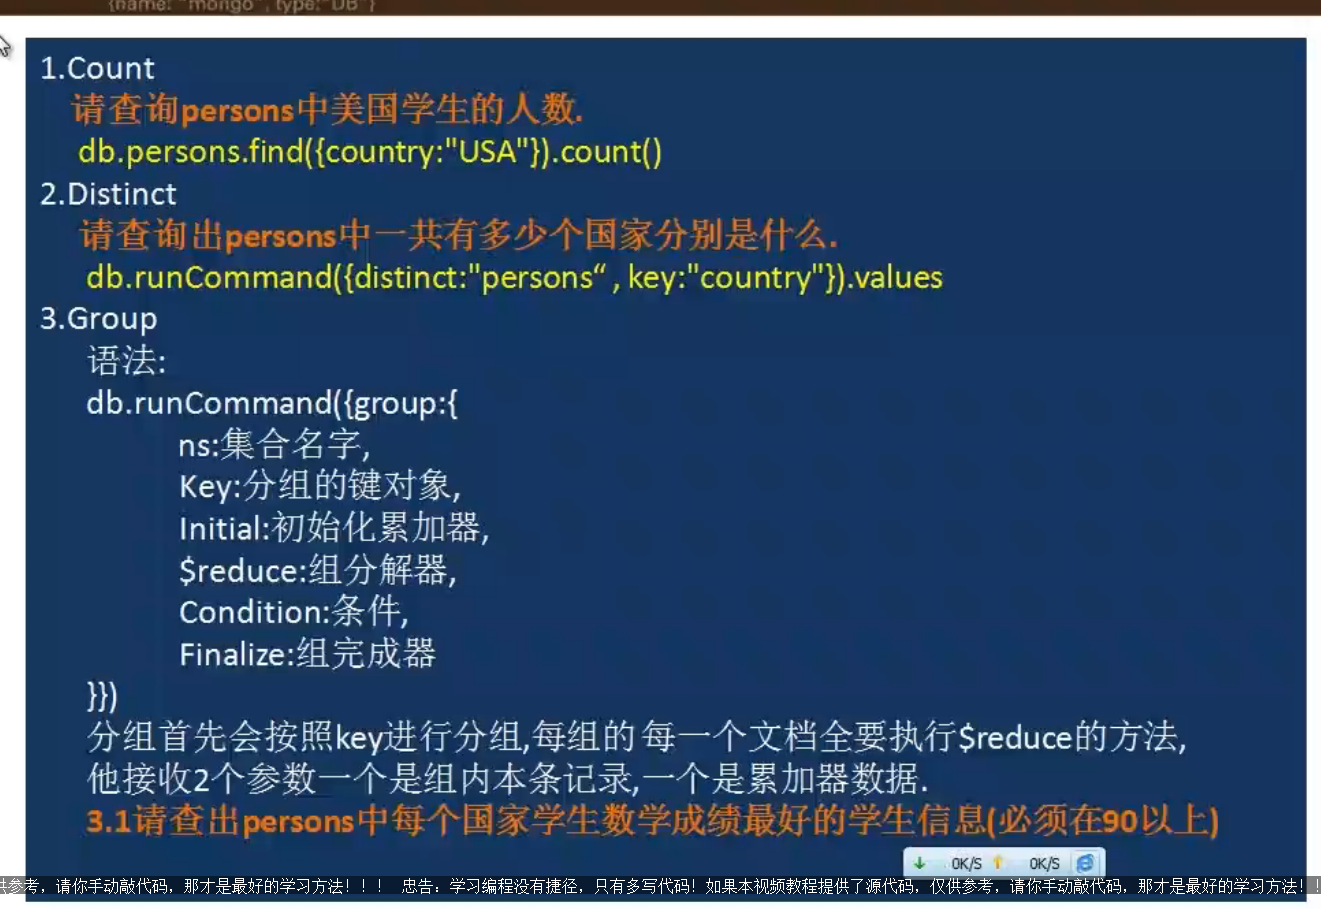 {name: "mongo", type:"DB"}
1.Count
请查询persons中美国学生的人数.
db.persons.find({country:"USA"}).count()
2.Distinct
请查询出persons中一共有多少个国家分别是什么.
db.runCommand({distinct:"persons“ , key:"country"}).values
3.Group
语法:
db.runCommand({group:{
ns:集合名字,
Key:分组的键对象,
Initial:初始化累加器,
$reduce:组分解器,
Condition:条件,
Finalize:组完成器
}})
分组首先会按照key进行分组,每组的 每一个文档全要执行$reduce的方法,
他接收2个参数一个是组内本条记录,一个是累加器数据.
3.1请查出persons中每个国家学生数学成绩最好的学生信息(必须在90以上)
0K/S 0K/S
供参考，请你手动敲代码，那才是最好的学习方法！！！ 忠告：学习编程没有捷径，只有多写代码！如果本视频教程提供了源代码，仅供参考，请你手动敲代码，那才是最好的学习方法！！